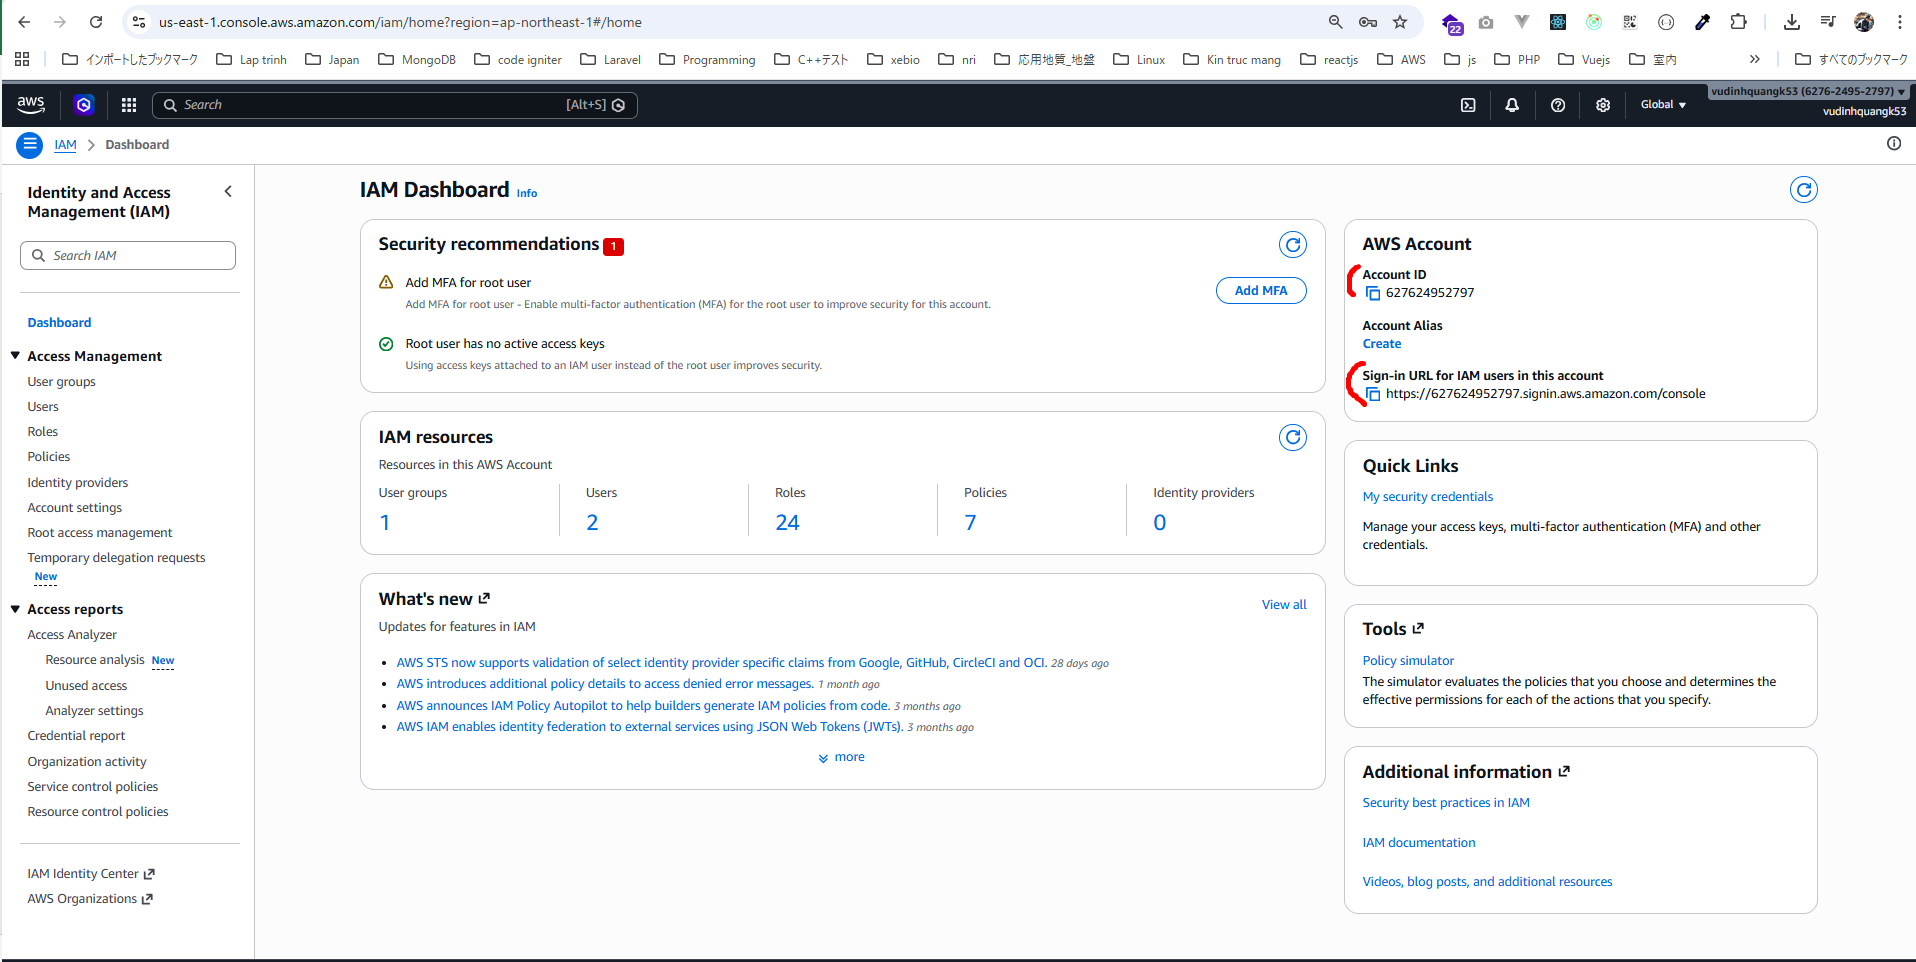 us-east-1.console.aws.amazon.com/iam/home?region=ap-northeast-1#/home
22
インポートしたブックマーク Lap trinh Japan MongoDB code igniter Laravel Programming C++テスト xebio nri 応用地質_地盤 Linux Kin truc mang reactjs AWS js PHP Vuejs 室内 すべてのブックマーク
aws Search [Alt+S] Global vudinhquangk53 (6276-2495-2797)
vudinhquangk53
IAM Dashboard
Identity and Access
Management (IAM)
Search IAM
Dashboard
Access Management
User groups
Users
Roles
Policies
Identity providers
Account settings
Root access management
Temporary delegation requests
New
Access reports
Access Analyzer
Resource analysis New
Unused access
Analyzer settings
Credential report
Organization activity
Service control policies
Resource control policies
IAM Identity Center
AWS Organizations
IAM Dashboard Info
Security recommendations 1
Add MFA for root user
Add MFA for root user - Enable multi-factor authentication (MFA) for the root user to improve security for this account.
Add MFA
Root user has no active access keys
Using access keys attached to an IAM user instead of the root user improves security.
IAM resources
Resources in this AWS Account
User groups Users Roles Policies Identity providers
1 2 24 7 0
What's new
View all
Updates for features in IAM
AWS STS now supports validation of select identity provider specific claims from Google, GitHub, CircleCI and OCI. 28 days ago
AWS introduces additional policy details to access denied error messages. 1 month ago
AWS announces IAM Policy Autopilot to help builders generate IAM policies from code. 3 months ago
AWS IAM enables identity federation to external services using JSON Web Tokens (JWTs). 3 months ago
more
AWS Account
Account ID
627624952797
Account Alias
Create
Sign-in URL for IAM users in this account
https://627624952797.signin.aws.amazon.com/console
Quick Links
My security credentials
Manage your access keys, multi-factor authentication (MFA) and other
credentials.
Tools
Policy simulator
The simulator evaluates the policies that you choose and determines the
effective permissions for each of the actions that you specify.
Additional information
Security best practices in IAM
IAM documentation
Videos, blog posts, and additional resources